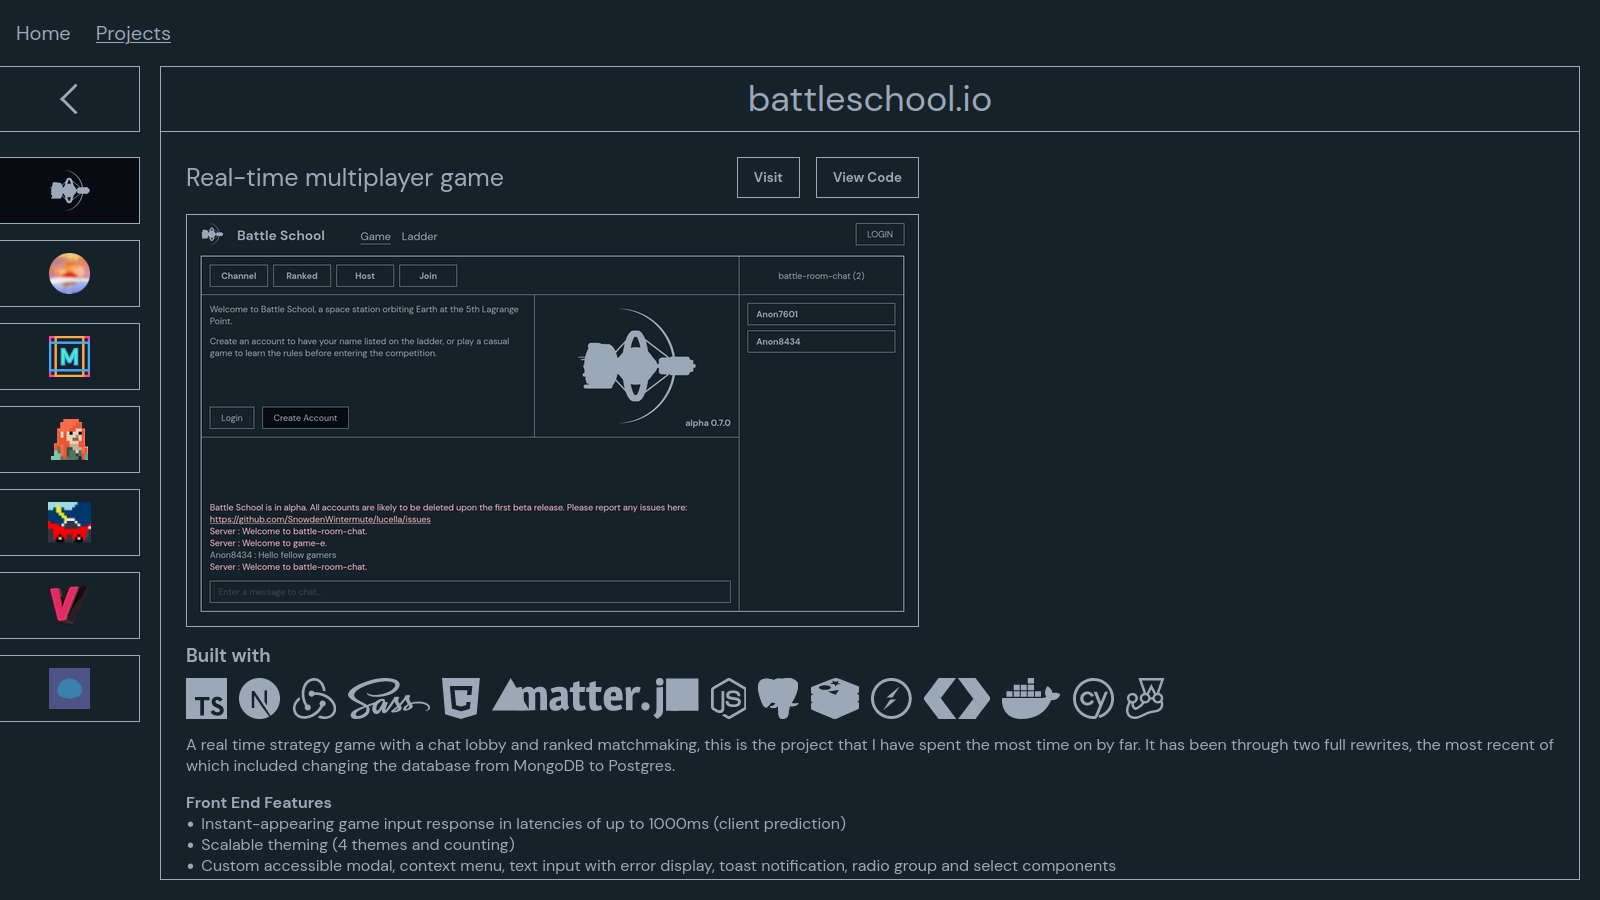 Home Projects
battleschool.io
Real-time multiplayer game
Visit View Code
Battle School Game Ladder LOGIN
Channel Ranked Host Join battle-room-chat (2)
Welcome to Battle School, a space station orbiting Earth at the 5th Lagrange
Point.
Create an account to have your name listed on the ladder, or play a casual
game to learn the rules before entering the competition.
Anon7601
Anon8434
Login Create Account
alpha 0.7.0
Battle School is in alpha. All accounts are likely to be deleted upon the first beta release. Please report any issues here:
https://github.com/SnowdenWintermute/lucella/issues
Server : Welcome to battle-room-chat.
Server : Welcome to game-e.
Anon8434 : Hello fellow gamers
Server : Welcome to battle-room-chat.
Enter a message to chat...
M
V
Built with
TS N Sass matter.j JS cy
A real time strategy game with a chat lobby and ranked matchmaking, this is the project that I have spent the most time on by far. It has been through two full rewrites, the most recent of
which included changing the database from MongoDB to Postgres.
Front End Features
• Instant-appearing game input response in latencies of up to 1000ms (client prediction)
• Scalable theming (4 themes and counting)
• Custom accessible modal, context menu, text input with error display, toast notification, radio group and select components